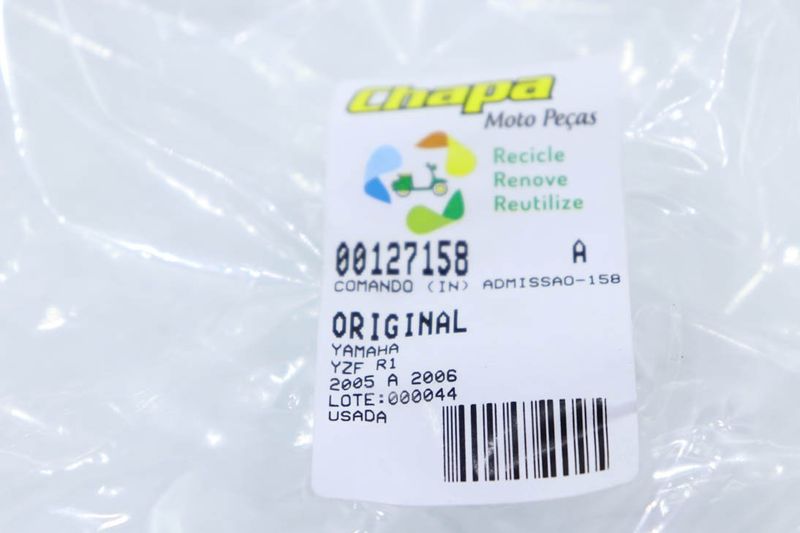 Chapa
Moto Peças
Recicle
Renove
Reutilize
00127158 A
COMANDO (IN) ADMISSAO-158
ORIGINAL
YAMAHA
YZF R1
2005 A 2006
LOTE:000044
USADA